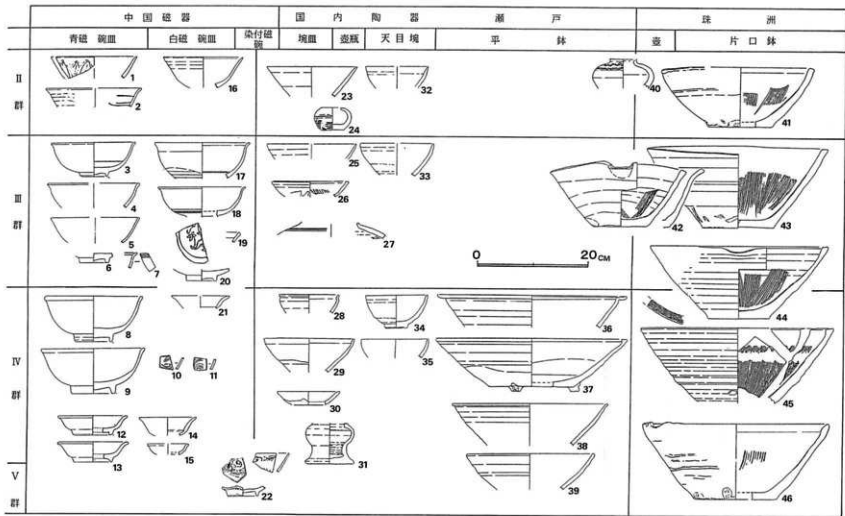 中国磁器 国内陶器 瀬戸 珠洲
青磁 碗皿 白磁 碗皿 染付磁碗 埦皿 壺瓶 天目埦 平鉢 壺 片口鉢
II群
1 16 23 32 40 41
2 24
III群
3 17 25 33 42 43
4 18 26
5 19 27
6 7 20 0 20CM 44
IV群
21 28 34 36
8 35 45
10 11 29 37
9 30
12 14 38
13 15 31 46
V群
22 39